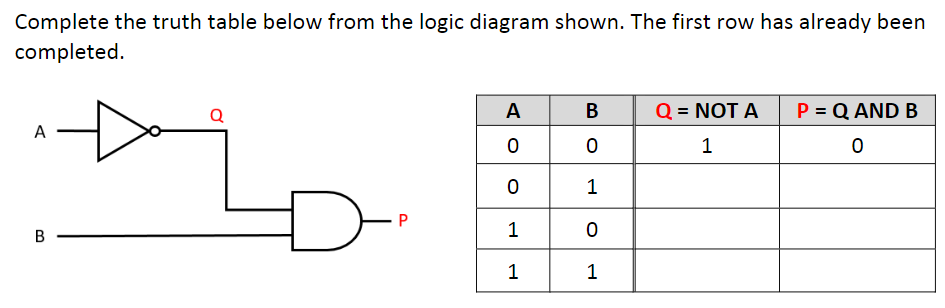 Complete the truth table below from the logic diagram shown. The first row has already been
completed.
A
Q
B
P
A B Q = NOT A P = Q AND B
0 0 1 0
0 1
1 0
1 1